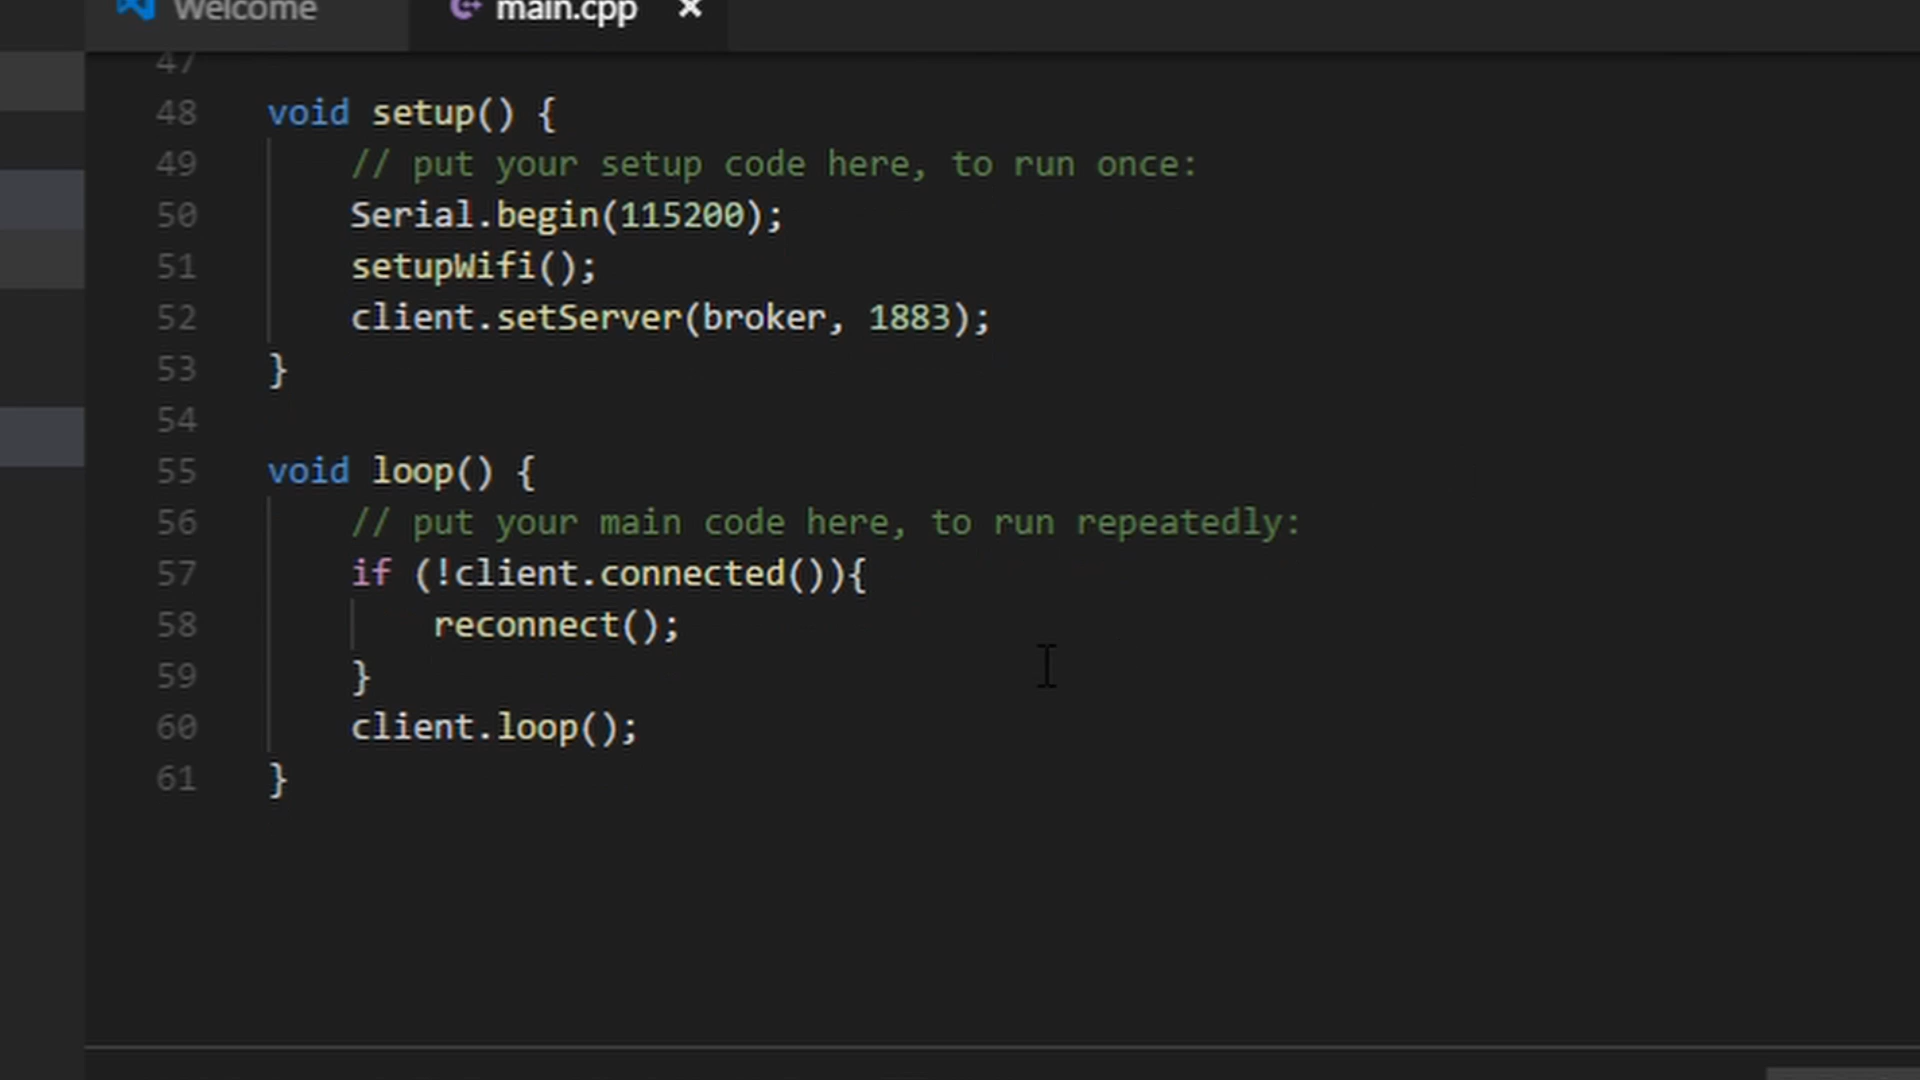 Welcome
main.cpp
47
48 void setup() {
49 // put your setup code here, to run once:
50 Serial.begin(115200);
51 setupWifi();
52 client.setServer(broker, 1883);
53 }
54
55 void loop() {
56 // put your main code here, to run repeatedly:
57 if (!client.connected()){
58 reconnect();
59 }
60 client.loop();
61 }